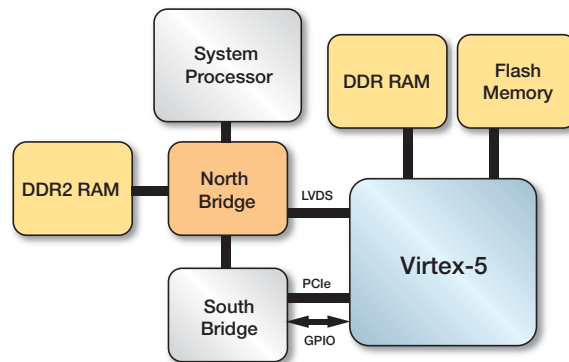 System
Processor
DDR RAM
Flash
Memory
DDR2 RAM
North
Bridge
LVDS
Virtex-5
PCIe
South
Bridge
GPIO